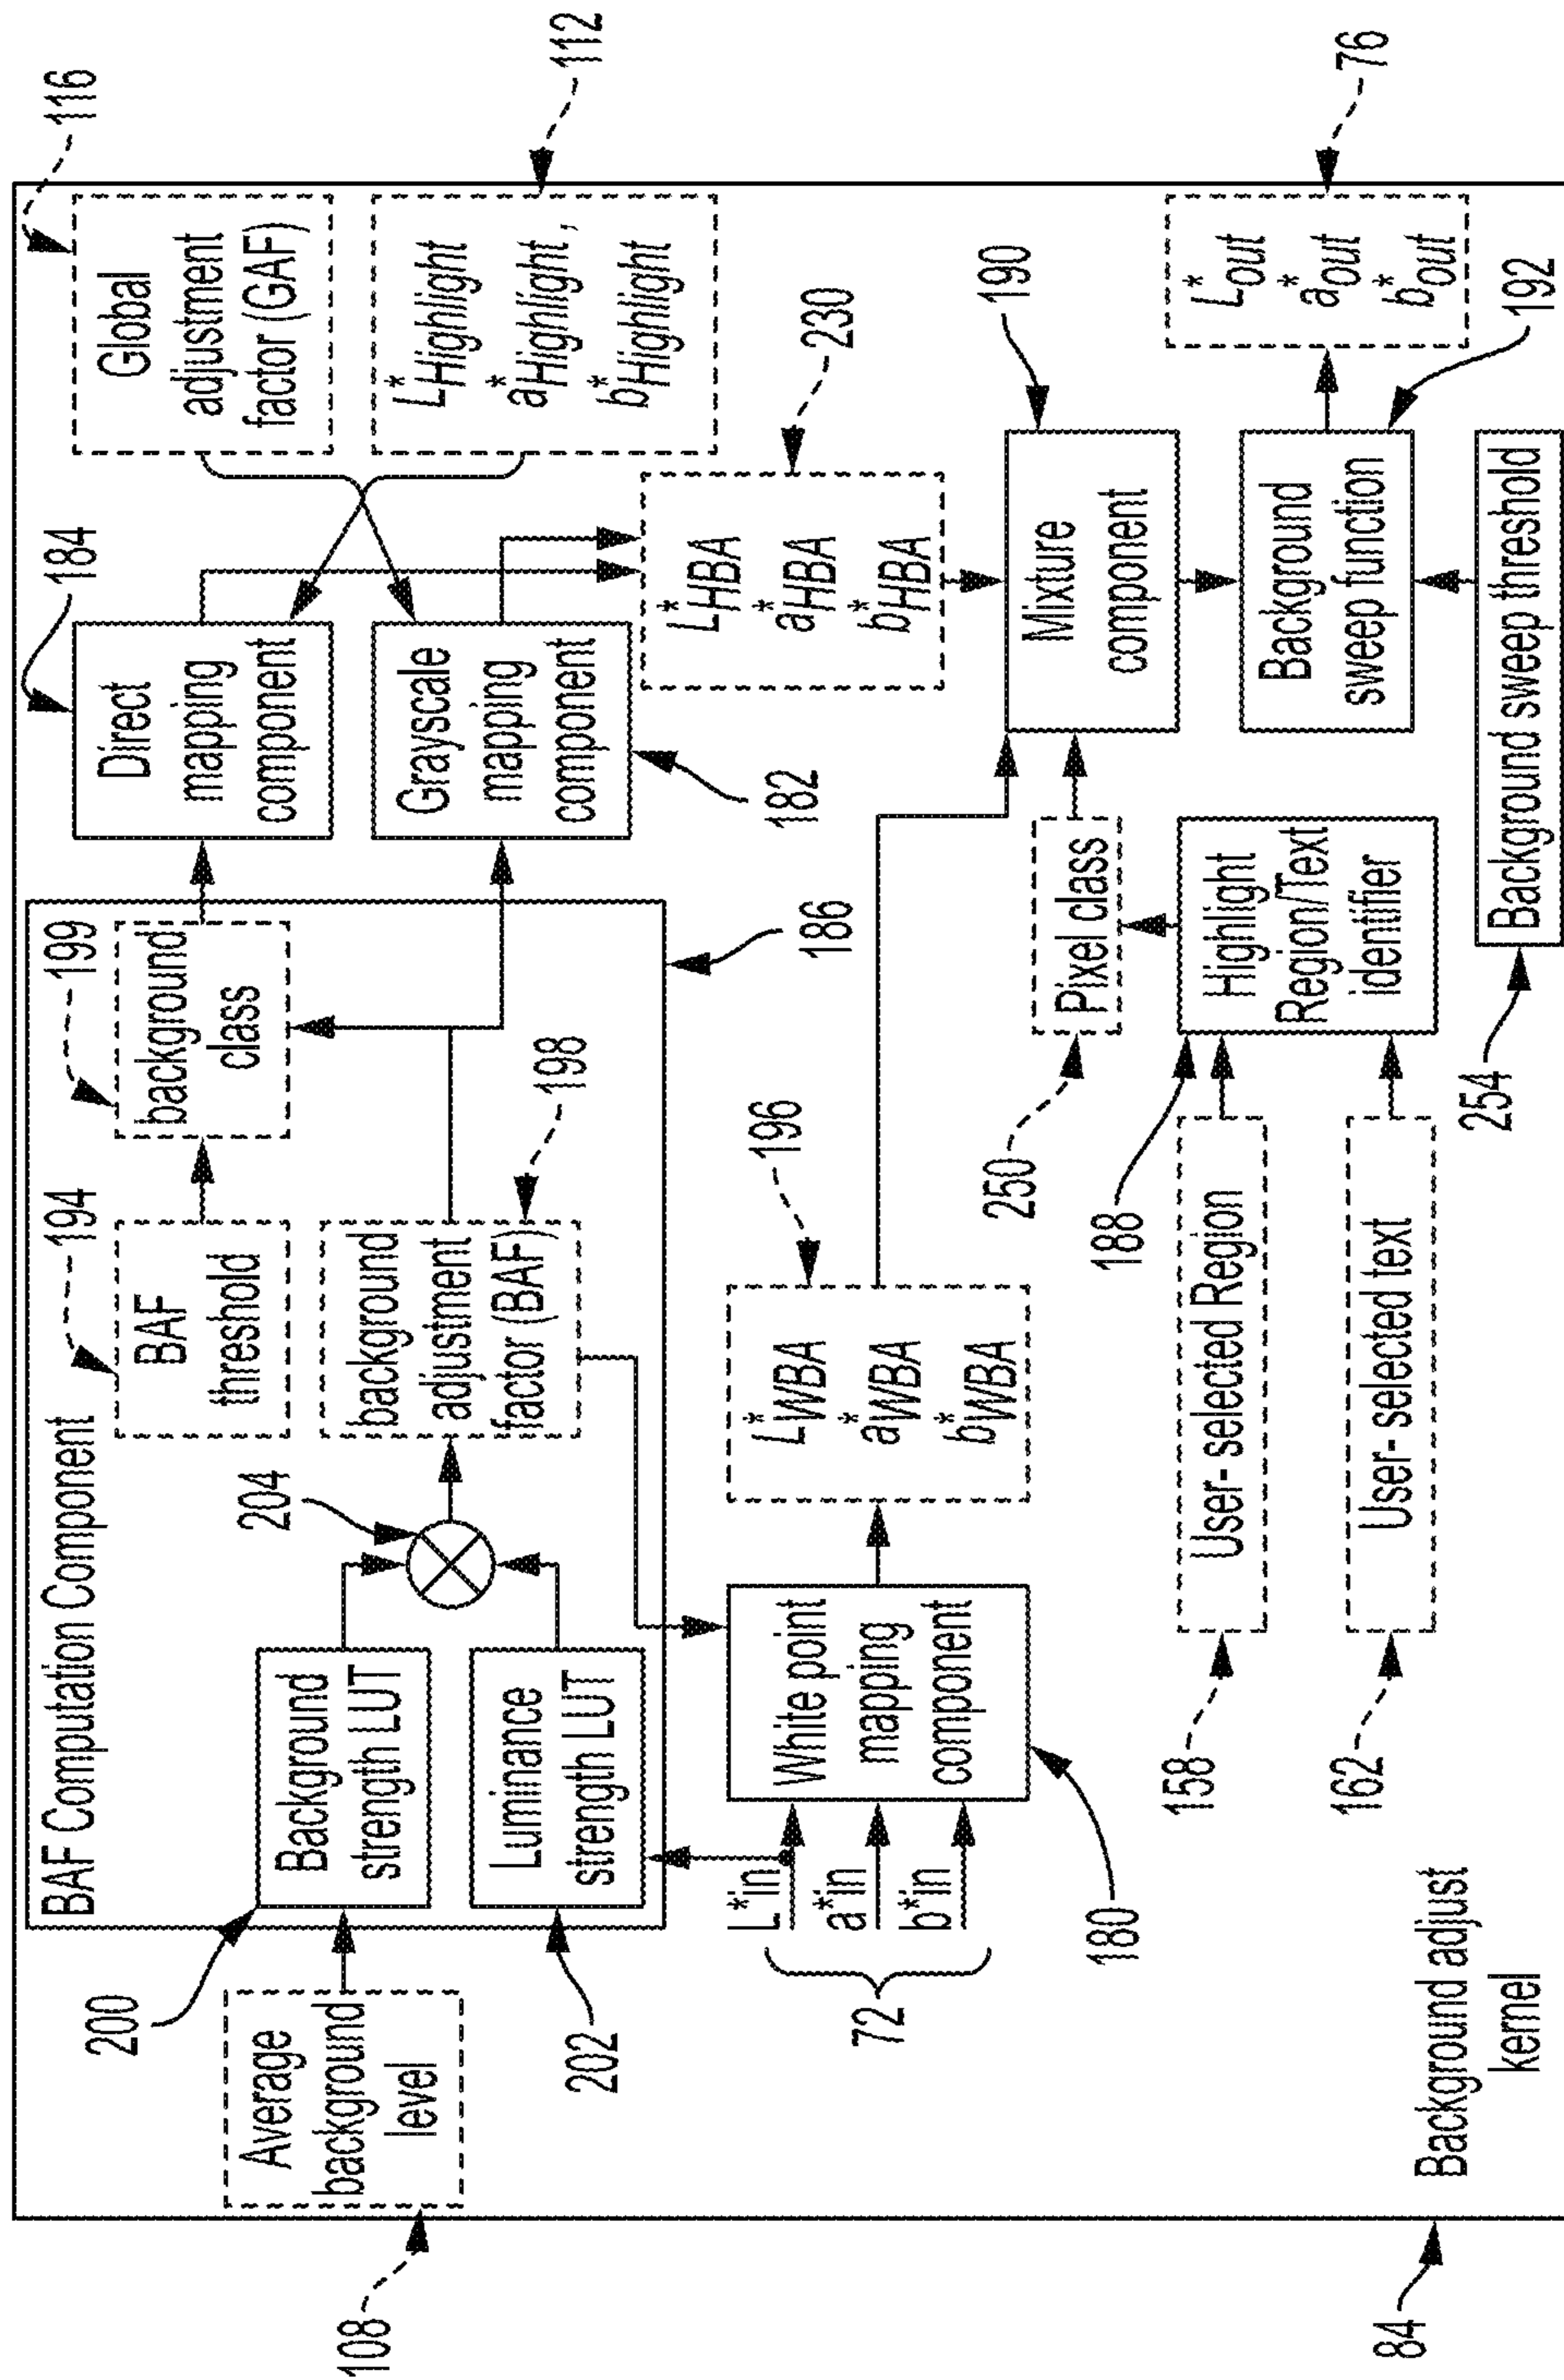 BAF Computation Component
108
Average
background
level
200
Background
strength LUT
202
Luminance
strength LUT
204
194
BAF
threshold
background
adjustment
factor (BAF)
198
199
background
class
186
184
Direct
mapping
component
Grayscale
mapping
component
182
116
Global
adjustment
factor (GAF)
L*Highlight
a*Highlight,
b*Highlight
112
72
L*in
a*in
b*in
White point
mapping
component
180
L*WBA
a*WBA
b*WBA
196
L*HBA
a*HBA
b*HBA
230
250
Pixel class
Mixture
component
190
158
User- selected Region
162
User- selected text
188
Highlight
Region/Text
identifier
Background
sweep function
192
L*out
a*out
b*out
76
254
Background sweep threshold
84
Background adjust
kernel